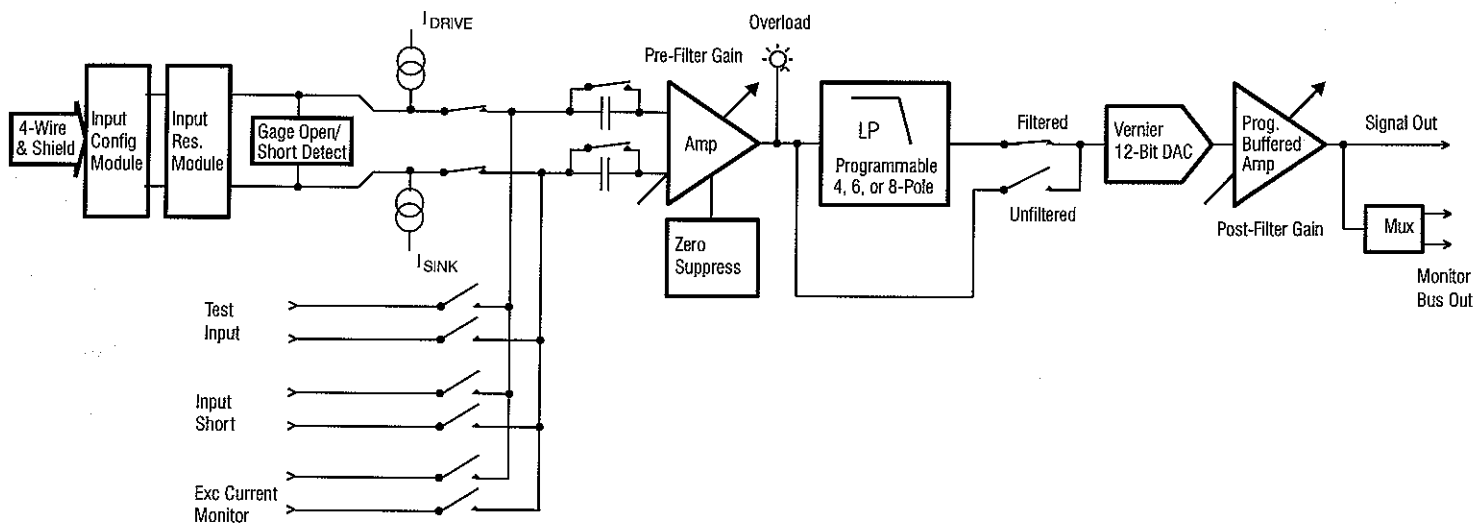 I DRIVE
Overload
Pre-Filter Gain
4-Wire
& Shield
Input
Config
Module
Input
Res.
Module
Gage Open/
Short Detect
Amp
LP
Programmable
4, 6, or 8-Pole
Filtered
Unfiltered
Vernier
12-Bit DAC
Prog.
Buffered
Amp
Signal Out
Post-Filter Gain
Mux
Monitor
Bus Out
I SINK
Zero
Suppress
Test
Input
Input
Short
Exc Current
Monitor